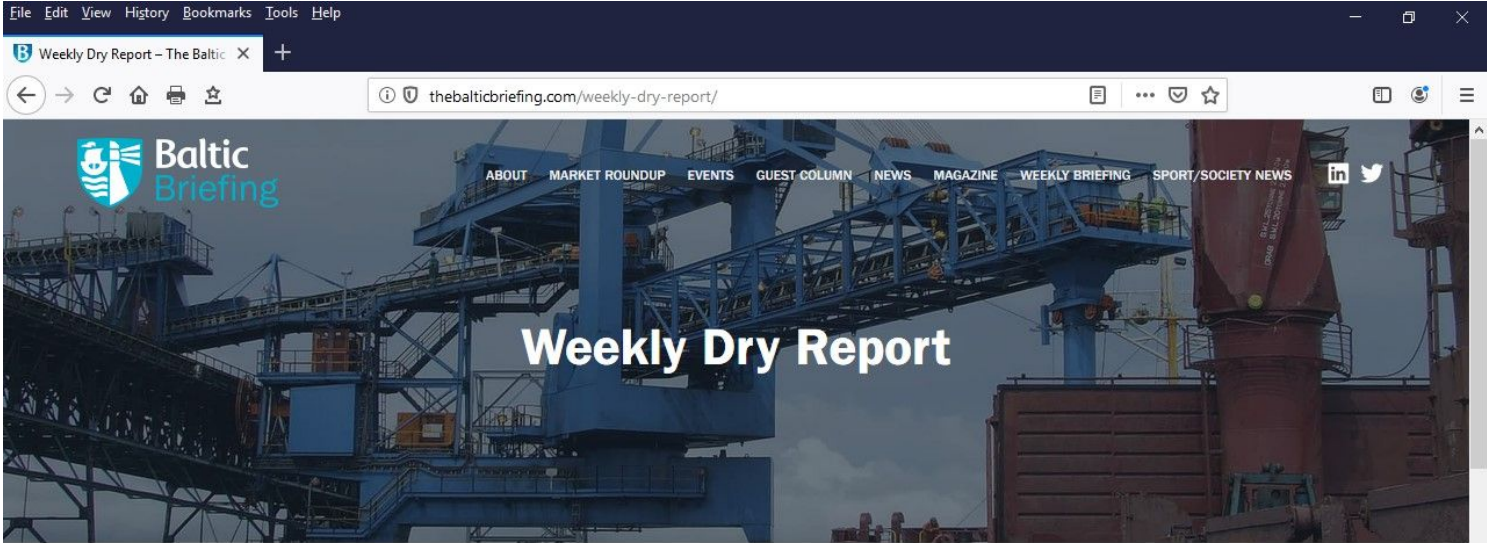 File Edit View History Bookmarks Tools Help
Weekly Dry Report – The Baltic
thebalticbriefing.com/weekly-dry-report/
Baltic
Briefing
ABOUT MARKET ROUNDUP EVENTS GUEST COLUMN NEWS MAGAZINE WEEKLY BRIEFING SPORT/SOCIETY NEWS in
Weekly Dry Report